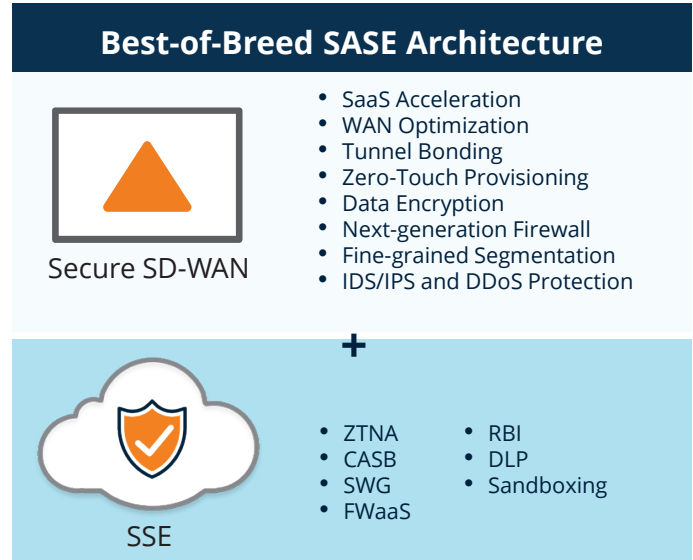 Best-of-Breed SASE Architecture
• SaaS Acceleration
• WAN Optimization
• Tunnel Bonding
• Zero-Touch Provisioning
• Data Encryption
• Next-generation Firewall
• Fine-grained Segmentation
• IDS/IPS and DDoS Protection
Secure SD-WAN
+
• ZTNA
• CASB
• SWG
• FWaaS
• RBI
• DLP
• Sandboxing
SSE